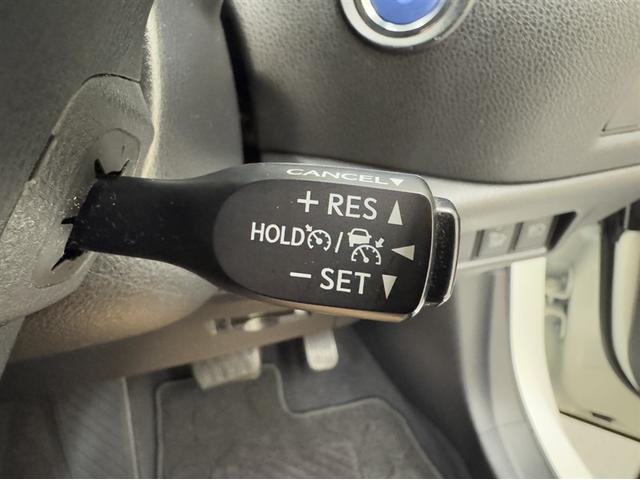 CANCEL▼
+ RES ▲
HOLD / ◀
− SET ▼